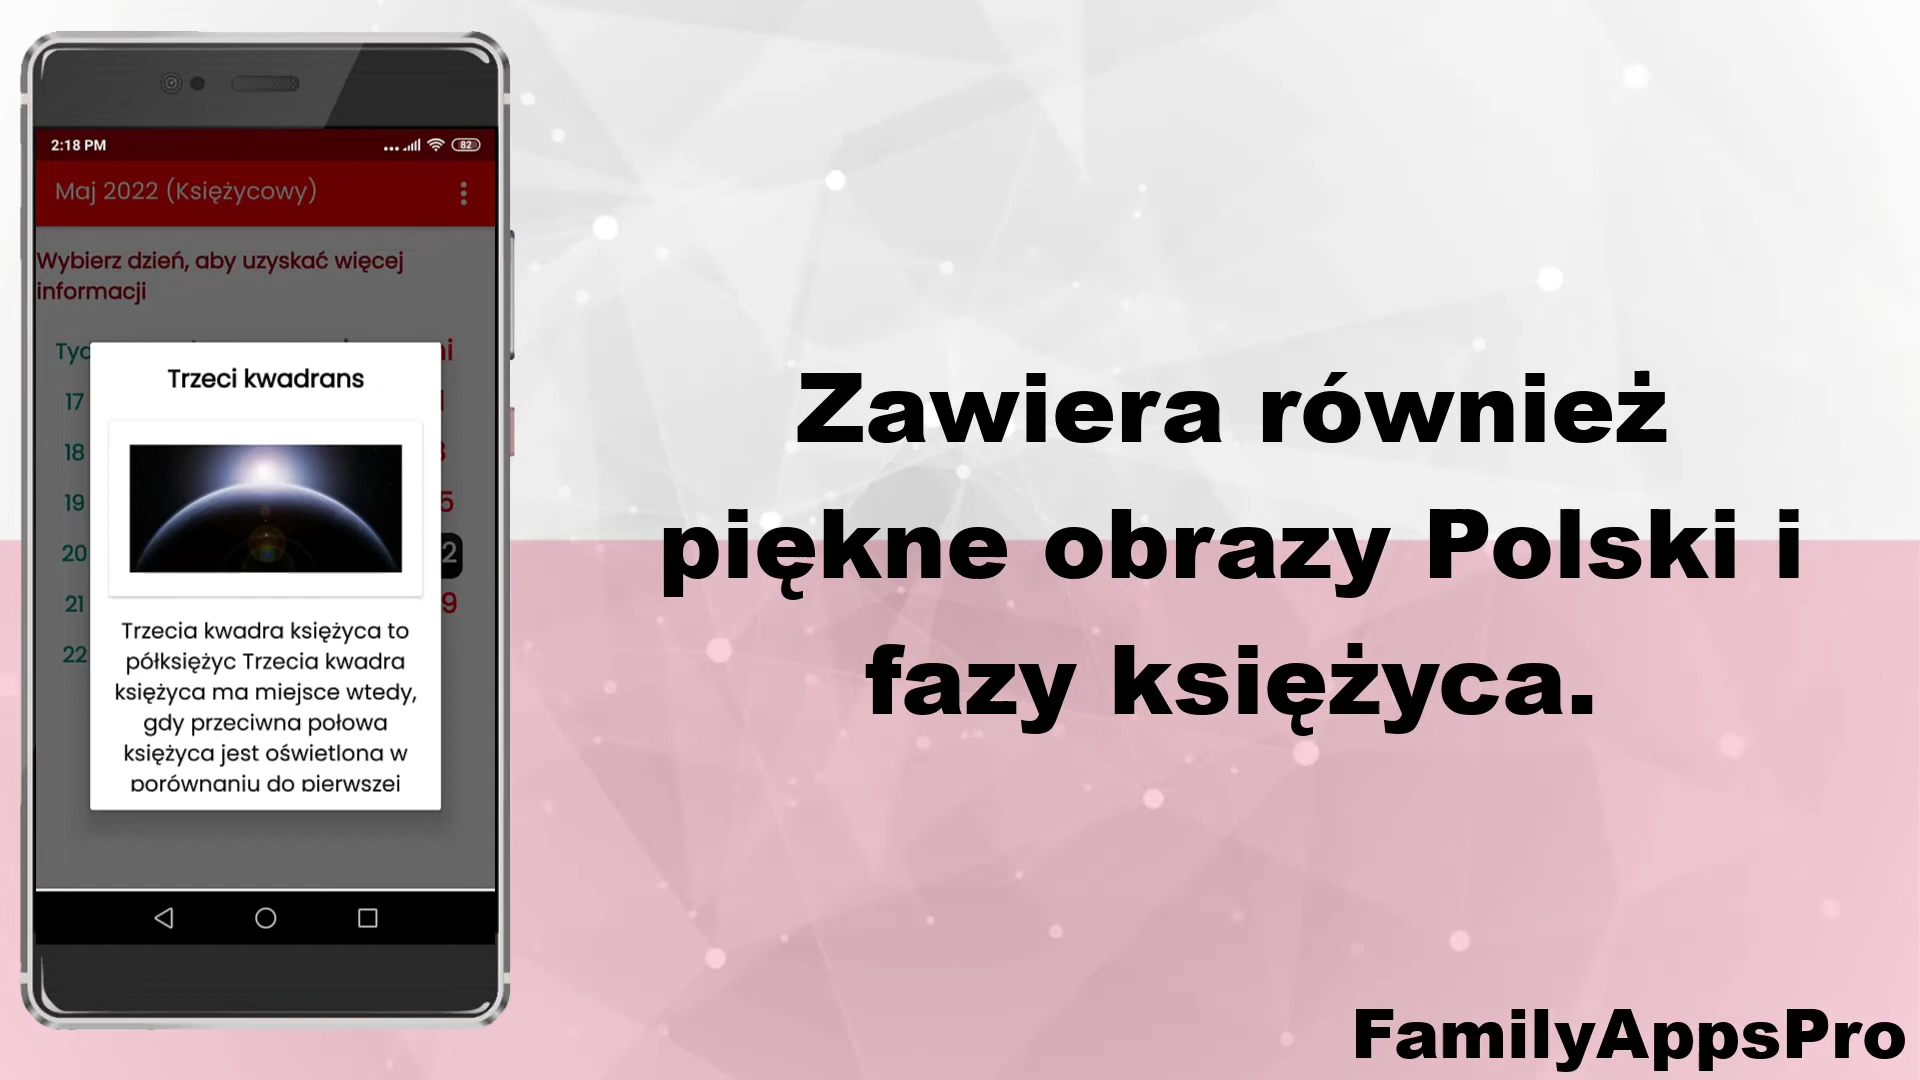 2:18 PM
82
Maj 2022 (Księżycowy)
Wybierz dzień, aby uzyskać więcej
informacji
Trzeci kwadrans
17
18
19
20
21
22
Trzecia kwadra księżyca to
półksiężyc Trzecia kwadra
księżyca ma miejsce wtedy,
gdy przeciwna połowa
księżyca jest oświetlona w
porównaniu do pierwszej
Zawiera również
piękne obrazy Polski i
fazy księżyca.
FamilyAppsPro